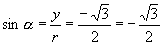 sin α = y/r = -√3/2 = -√3/2